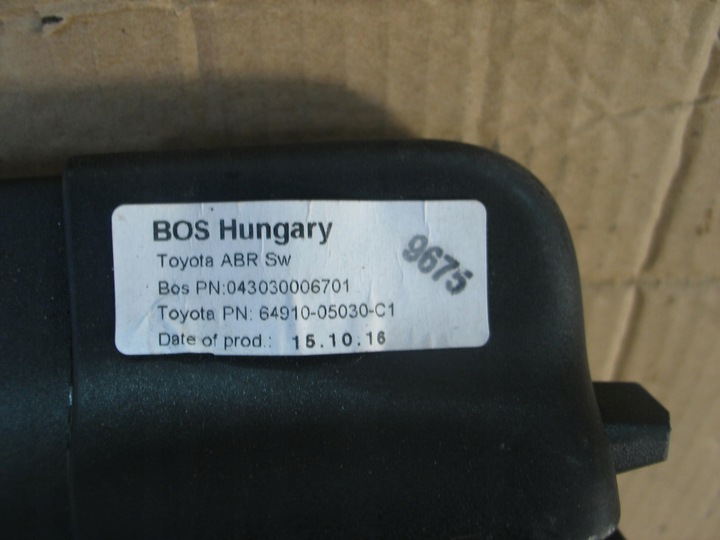 BOS Hungary
Toyota ABR Sw
9675
Bos PN:043030006701
Toyota PN: 64910-05030-C1
Date of prod.: 15.10.16